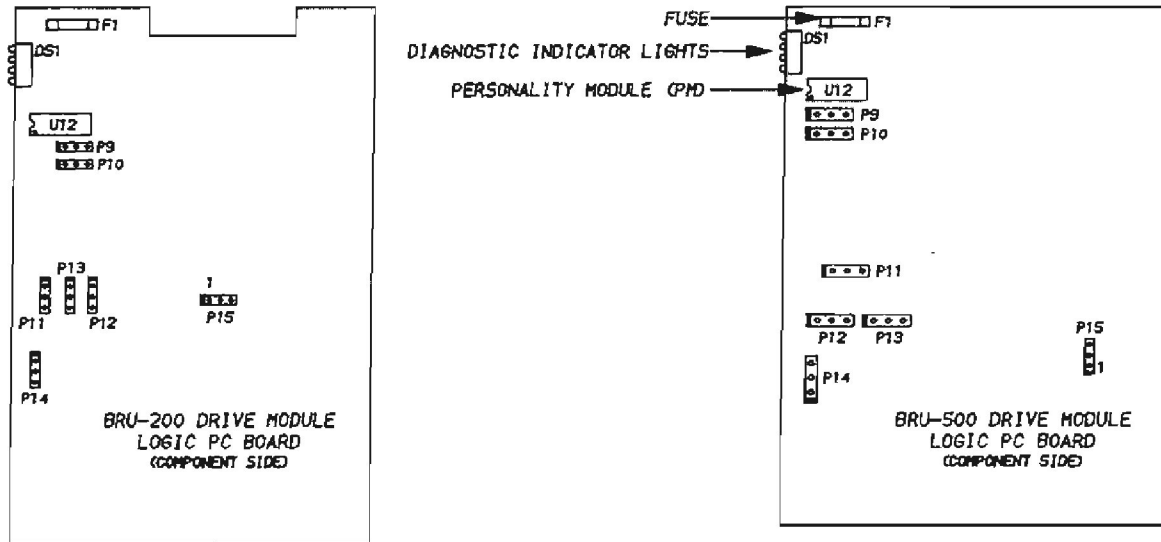 F1
DS1
U12
P9
P10
P13
P11
P12
1
P15
P14
BRU-200 DRIVE MODULE
LOGIC PC BOARD
(COMPONENT SIDE)
FUSE
DIAGNOSTIC INDICATOR LIGHTS
PERSONALITY MODULE (PM)
F1
DS1
U12
P9
P10
P11
P12
P13
P14
P15
1
BRU-500 DRIVE MODULE
LOGIC PC BOARD
(COMPONENT SIDE)